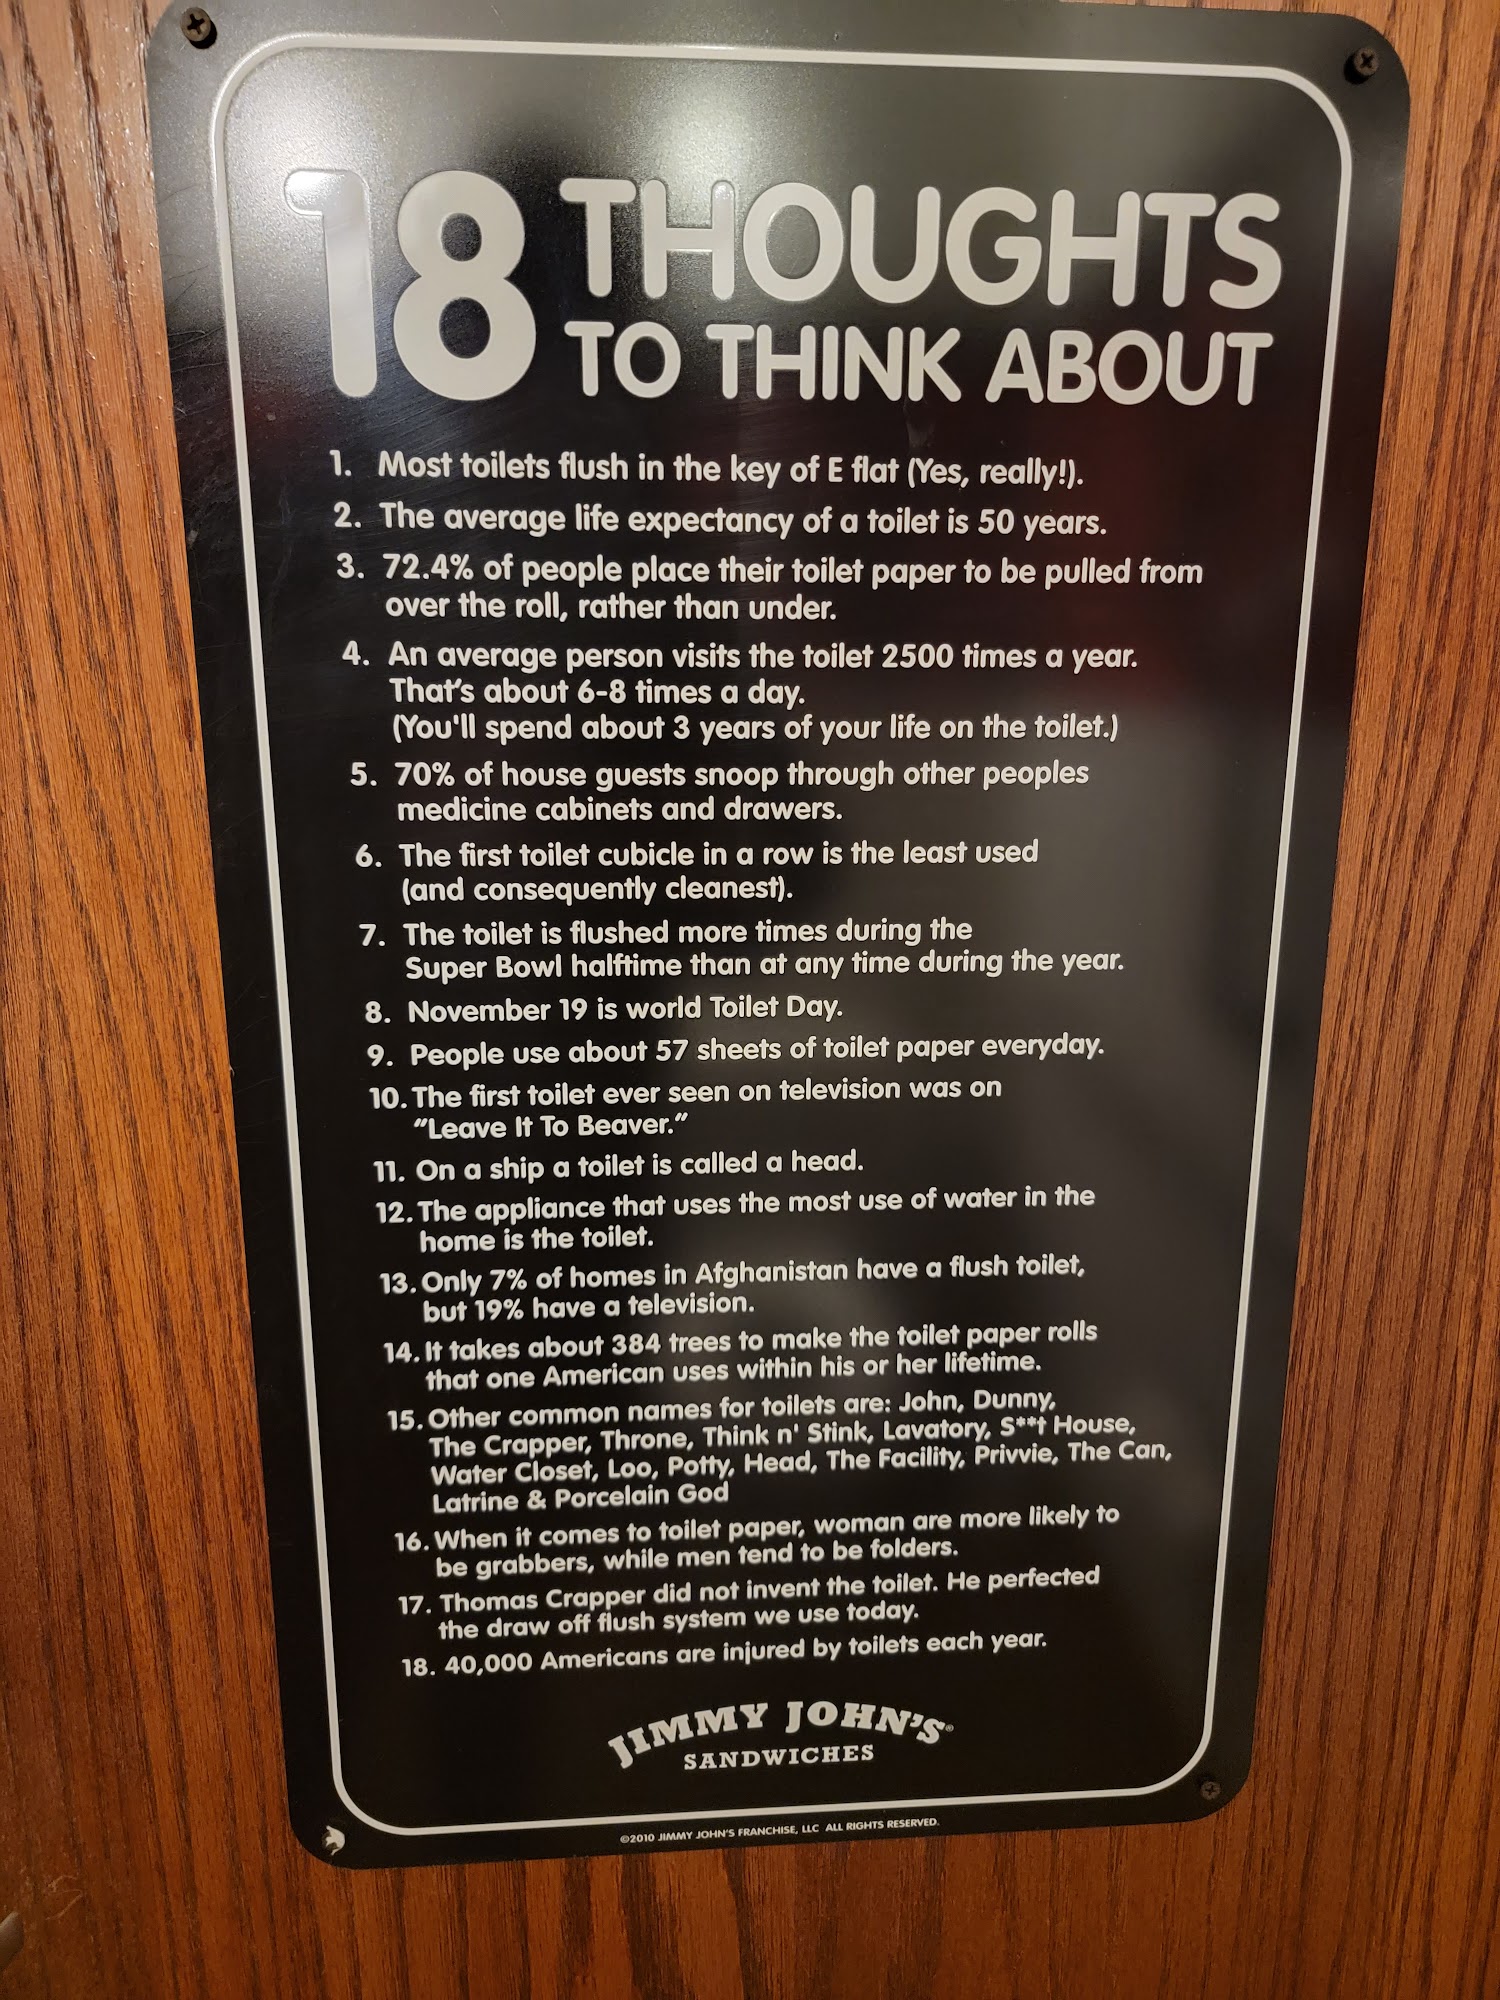 18 THOUGHTS
TO THINK ABOUT
1. Most toilets flush in the key of E flat (Yes, really!).
2. The average life expectancy of a toilet is 50 years.
3. 72.4% of people place their toilet paper to be pulled from
over the roll, rather than under.
4. An average person visits the toilet 2500 times a year.
That's about 6-8 times a day.
(You'll spend about 3 years of your life on the toilet.)
5. 70% of house guests snoop through other peoples
medicine cabinets and drawers.
6. The first toilet cubicle in a row is the least used
(and consequently cleanest).
7. The toilet is flushed more times during the
Super Bowl halftime than at any time during the year.
8. November 19 is world Toilet Day.
9. People use about 57 sheets of toilet paper everyday.
10. The first toilet ever seen on television was on
"Leave It To Beaver."
11. On a ship a toilet is called a head.
12. The appliance that uses the most use of water in the
home is the toilet.
13. Only 7% of homes in Afghanistan have a flush toilet,
but 19% have a television.
14. It takes about 384 trees to make the toilet paper rolls
that one American uses within his or her lifetime.
15. Other common names for toilets are: John, Dunny,
The Crapper, Throne, Think n' Stink, Lavatory, S**t House,
Water Closet, Loo, Potty, Head, The Facility, Privvie, The Can,
Latrine & Porcelain God
16. When it comes to toilet paper, woman are more likely to
be grabbers, while men tend to be folders.
17. Thomas Crapper did not invent the toilet. He perfected
the draw off flush system we use today.
18. 40,000 Americans are injured by toilets each year.
JIMMY JOHN'S®
SANDWICHES
©2010 JIMMY JOHN'S FRANCHISE, LLC ALL RIGHTS RESERVED.